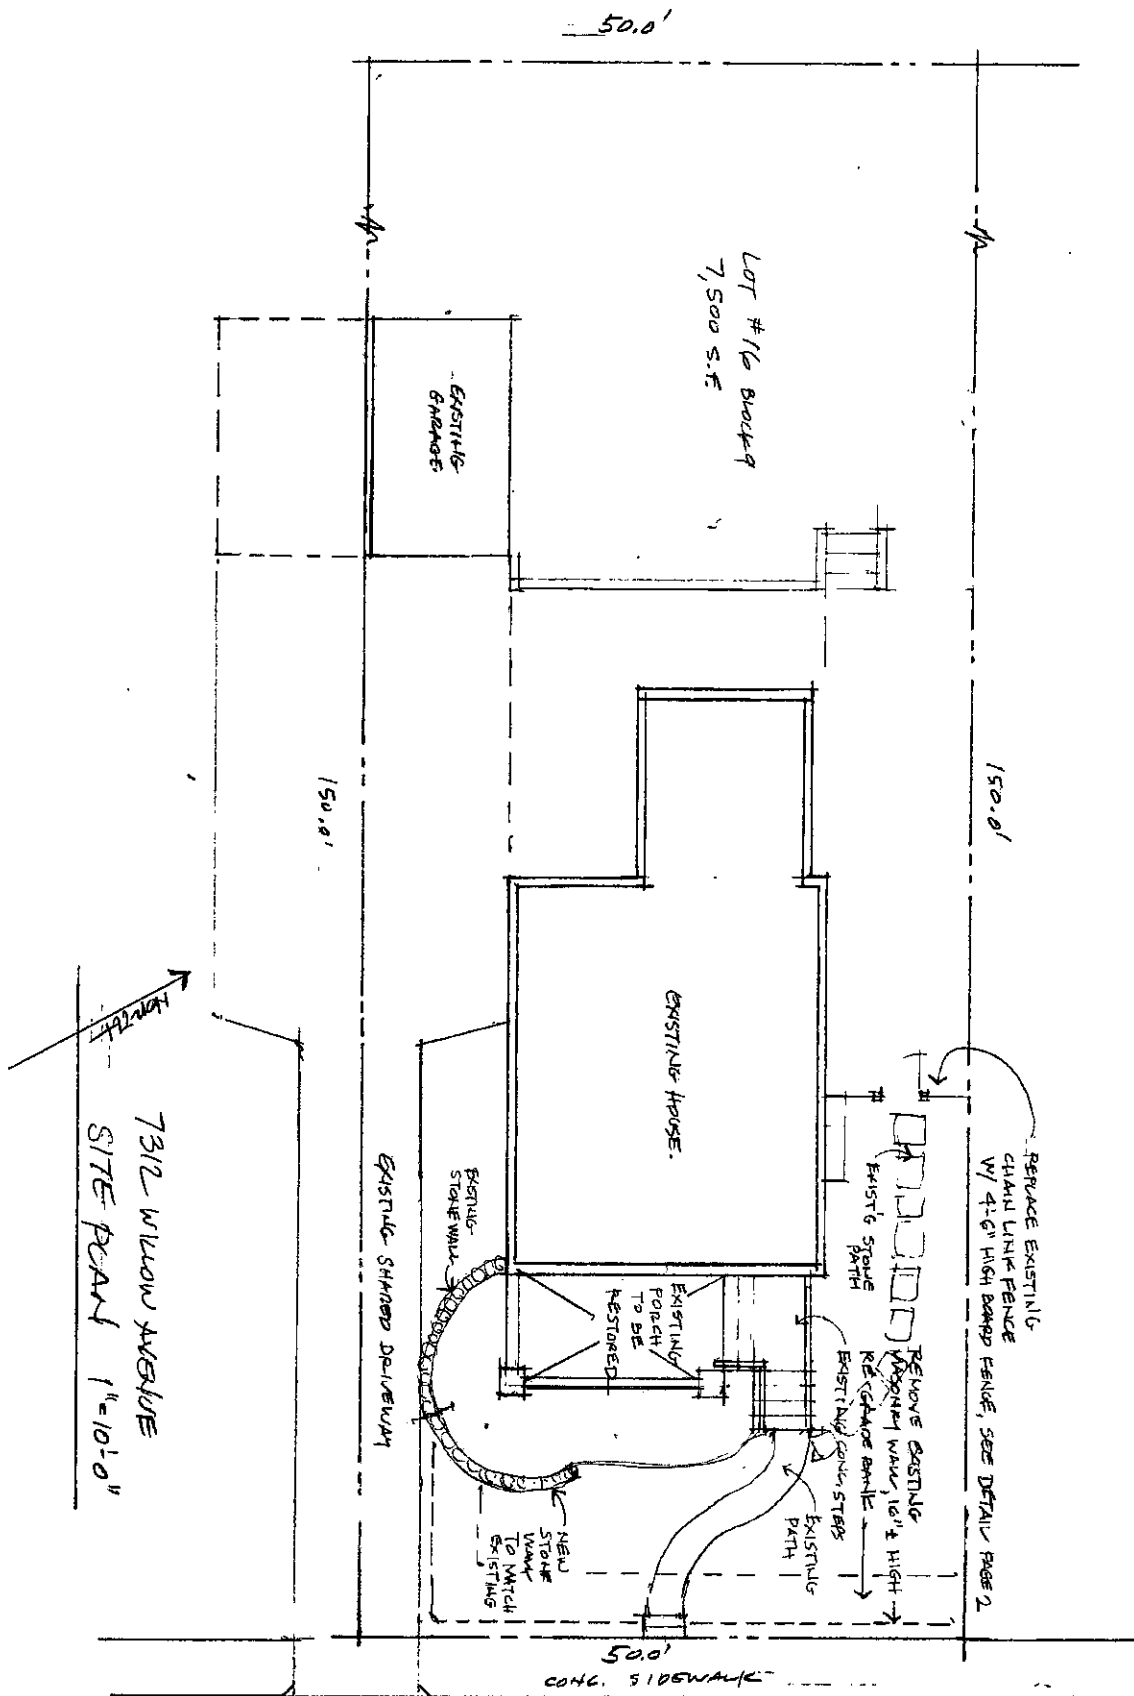 50.0'
LOT #16 BLOCK 9
7,500 S.F.
EXISTING
GARAGE
150.0'
150.0'
EXISTING HOUSE.
REPLACE EXISTING
CHAIN LINK FENCE
W/ 4'-6" HIGH BOARD FENCE, SEE DETAIL PAGE 2
EXIST'G STONE
PATH
REMOVE EXISTING
MASONRY WALL, 16"± HIGH
RE-GRADE BANK
EXISTING CONC. STEPS
EXISTING
PATH
EXISTING
PORCH
TO BE
RESTORED
EXISTING
STONE WALL
EXISTING SHARED DRIVEWAY
NEW
STONE
WALL
TO MATCH
EXISTING
7312 WILLOW AVENUE
SITE PLAN 1"=10'-0"
50.0'
CONC. SIDEWALK